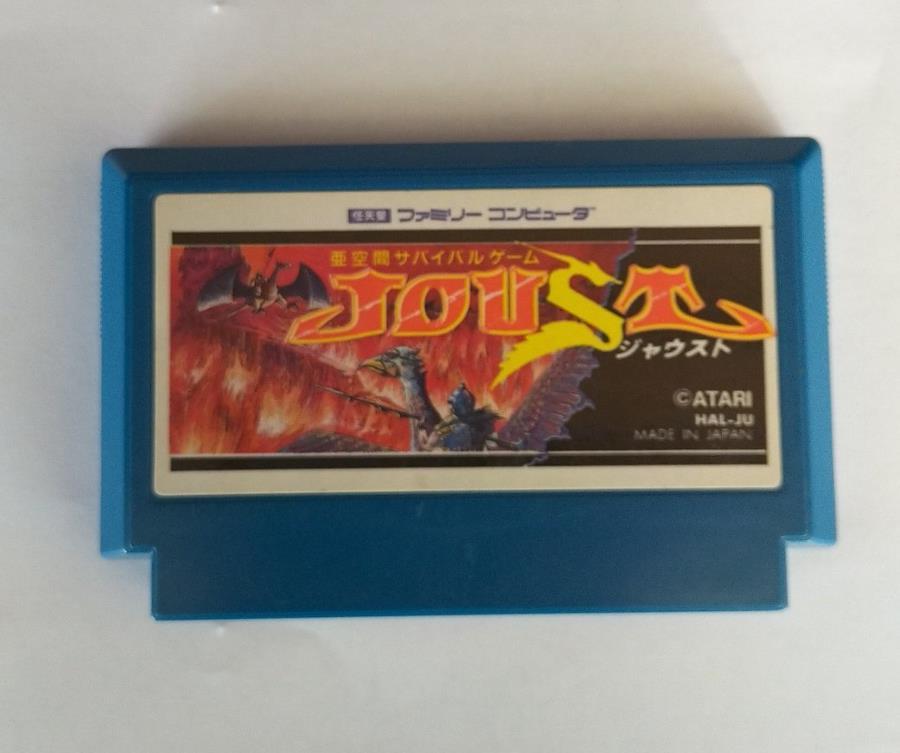 任天堂 ファミリー コンピュータ
亜空間サバイバルゲーム
JOUST
ジャウスト
©ATARI
HAL-JU
MADE IN JAPAN